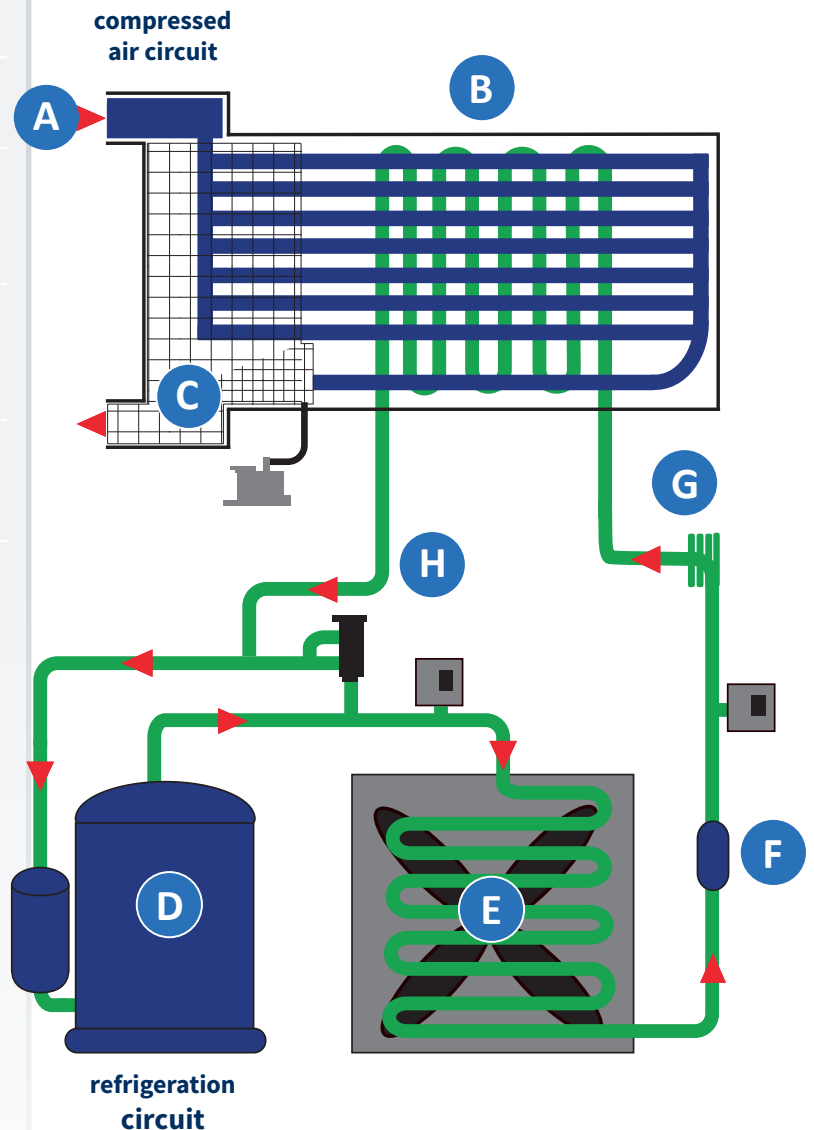 compressed
air circuit
A
B
C
G
H
F
D
E
refrigeration
circuit